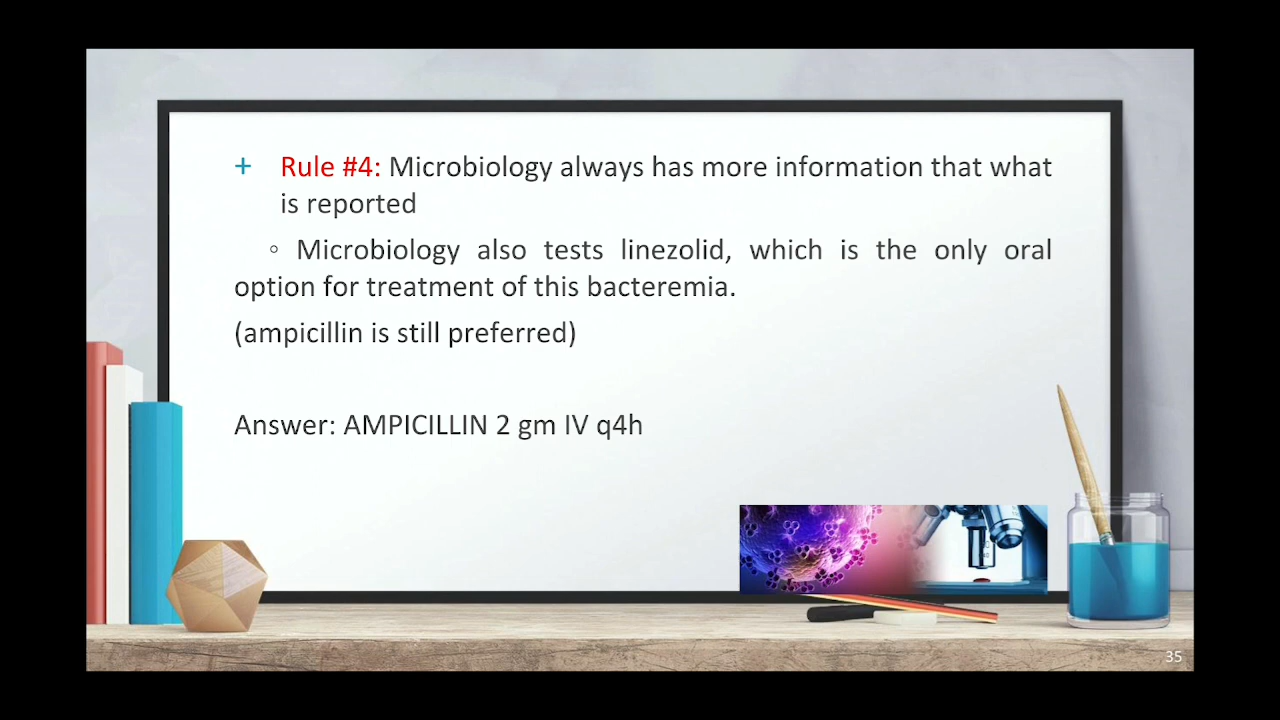 + Rule #4: Microbiology always has more information that what
is reported
◦ Microbiology also tests linezolid, which is the only oral
option for treatment of this bacteremia.
(ampicillin is still preferred)
Answer: AMPICILLIN 2 gm IV q4h
35